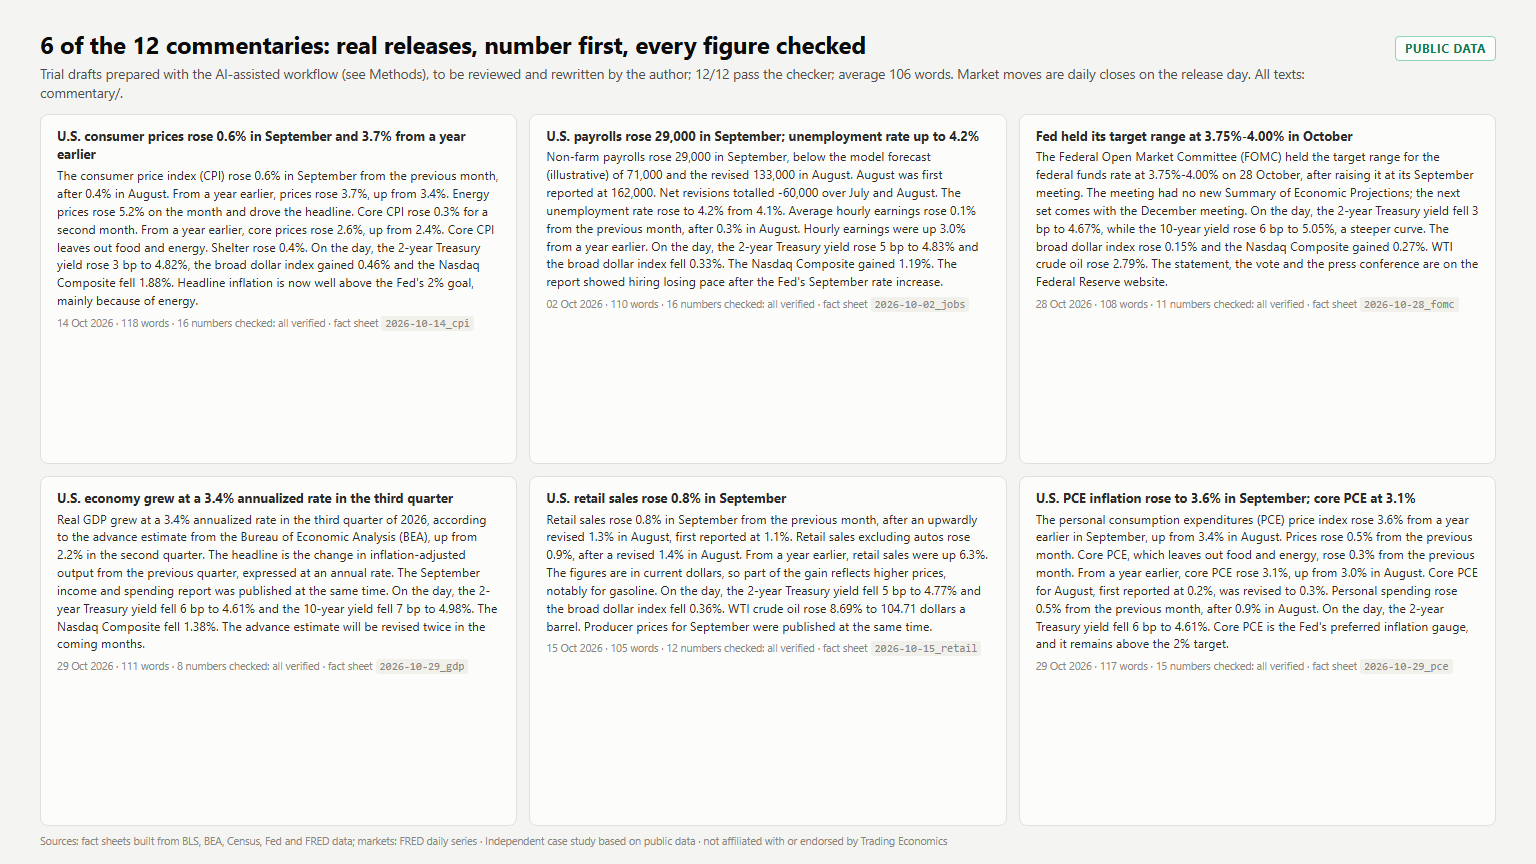 6 of the 12 commentaries: real releases, number first, every figure checked
PUBLIC DATA
Trial drafts prepared with the AI-assisted workflow (see Methods), to be reviewed and rewritten by the author; 12/12 pass the checker; average 106 words. Market moves are daily closes on the release day. All texts:
commentary/.
U.S. consumer prices rose 0.6% in September and 3.7% from a year
earlier
The consumer price index (CPI) rose 0.6% in September from the previous month,
after 0.4% in August. From a year earlier, prices rose 3.7%, up from 3.4%. Energy
prices rose 5.2% on the month and drove the headline. Core CPI rose 0.3% for a
second month. From a year earlier, core prices rose 2.6%, up from 2.4%. Core CPI
leaves out food and energy. Shelter rose 0.4%. On the day, the 2-year Treasury
yield rose 3 bp to 4.82%, the broad dollar index gained 0.46% and the Nasdaq
Composite fell 1.88%. Headline inflation is now well above the Fed's 2% goal,
mainly because of energy.
14 Oct 2026 · 118 words · 16 numbers checked: all verified · fact sheet 2026-10-14_cpi
U.S. payrolls rose 29,000 in September; unemployment rate up to 4.2%
Non-farm payrolls rose 29,000 in September, below the model forecast
(illustrative) of 71,000 and the revised 133,000 in August. August was first
reported at 162,000. Net revisions totalled -60,000 over July and August. The
unemployment rate rose to 4.2% from 4.1%. Average hourly earnings rose 0.1%
from the previous month, after 0.3% in August. Hourly earnings were up 3.0%
from a year earlier. On the day, the 2-year Treasury yield rose 5 bp to 4.83% and
the broad dollar index fell 0.33%. The Nasdaq Composite gained 1.19%. The
report showed hiring losing pace after the Fed's September rate increase.
02 Oct 2026 · 110 words · 16 numbers checked: all verified · fact sheet 2026-10-02_jobs
Fed held its target range at 3.75%-4.00% in October
The Federal Open Market Committee (FOMC) held the target range for the
federal funds rate at 3.75%-4.00% on 28 October, after raising it at its September
meeting. The meeting had no new Summary of Economic Projections; the next
set comes with the December meeting. On the day, the 2-year Treasury yield fell 3
bp to 4.67%, while the 10-year yield rose 6 bp to 5.05%, a steeper curve. The
broad dollar index rose 0.15% and the Nasdaq Composite gained 0.27%. WTI
crude oil rose 2.79%. The statement, the vote and the press conference are on the
Federal Reserve website.
28 Oct 2026 · 108 words · 11 numbers checked: all verified · fact sheet 2026-10-28_fomc
U.S. economy grew at a 3.4% annualized rate in the third quarter
Real GDP grew at a 3.4% annualized rate in the third quarter of 2026, according
to the advance estimate from the Bureau of Economic Analysis (BEA), up from
2.2% in the second quarter. The headline is the change in inflation-adjusted
output from the previous quarter, expressed at an annual rate. The September
income and spending report was published at the same time. On the day, the 2-
year Treasury yield fell 6 bp to 4.61% and the 10-year yield fell 7 bp to 4.98%. The
Nasdaq Composite fell 1.38%. The advance estimate will be revised twice in the
coming months.
29 Oct 2026 · 111 words · 8 numbers checked: all verified · fact sheet 2026-10-29_gdp
U.S. retail sales rose 0.8% in September
Retail sales rose 0.8% in September from the previous month, after an upwardly
revised 1.3% in August, first reported at 1.1%. Retail sales excluding autos rose
0.9%, after a revised 1.4% in August. From a year earlier, retail sales were up 6.3%.
The figures are in current dollars, so part of the gain reflects higher prices,
notably for gasoline. On the day, the 2-year Treasury yield fell 5 bp to 4.77% and
the broad dollar index fell 0.36%. WTI crude oil rose 8.69% to 104.71 dollars a
barrel. Producer prices for September were published at the same time.
15 Oct 2026 · 105 words · 12 numbers checked: all verified · fact sheet 2026-10-15_retail
U.S. PCE inflation rose to 3.6% in September; core PCE at 3.1%
The personal consumption expenditures (PCE) price index rose 3.6% from a year
earlier in September, up from 3.4% in August. Prices rose 0.5% from the previous
month. Core PCE, which leaves out food and energy, rose 0.3% from the previous
month. From a year earlier, core PCE rose 3.1%, up from 3.0% in August. Core PCE
for August, first reported at 0.2%, was revised to 0.3%. Personal spending rose
0.5% from the previous month, after 0.9% in August. On the day, the 2-year
Treasury yield fell 6 bp to 4.61%. Core PCE is the Fed's preferred inflation gauge,
and it remains above the 2% target.
29 Oct 2026 · 117 words · 15 numbers checked: all verified · fact sheet 2026-10-29_pce
Sources: fact sheets built from BLS, BEA, Census, Fed and FRED data; markets: FRED daily series · Independent case study based on public data · not affiliated with or endorsed by Trading Economics